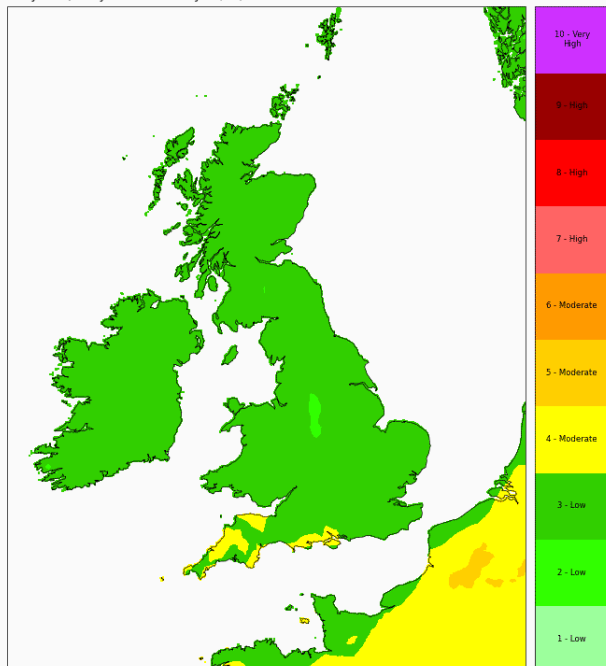 10 - Very
High
9 - High
8 - High
7 - High
6 - Moderate
5 - Moderate
4 - Moderate
3 - Low
2 - Low
1 - Low